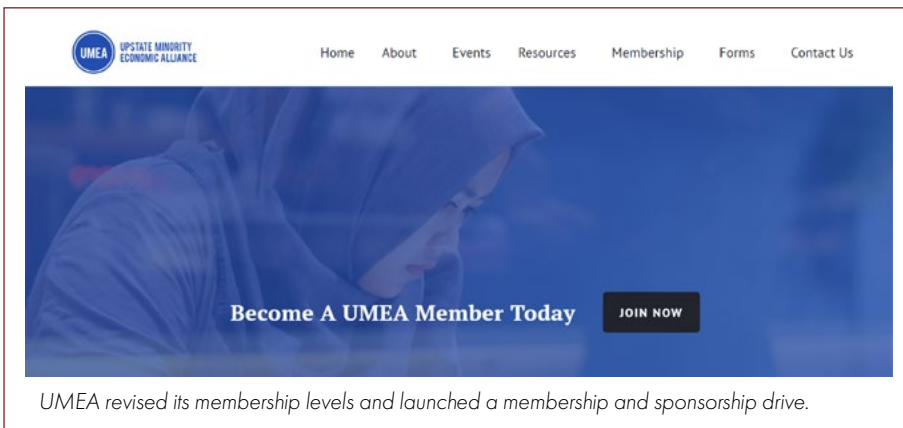 UMEA
UPSTATE MINORITY
ECONOMIC ALLIANCE
Home About Events Resources Membership Forms Contact Us
Become A UMEA Member Today
JOIN NOW
UMEA revised its membership levels and launched a membership and sponsorship drive.